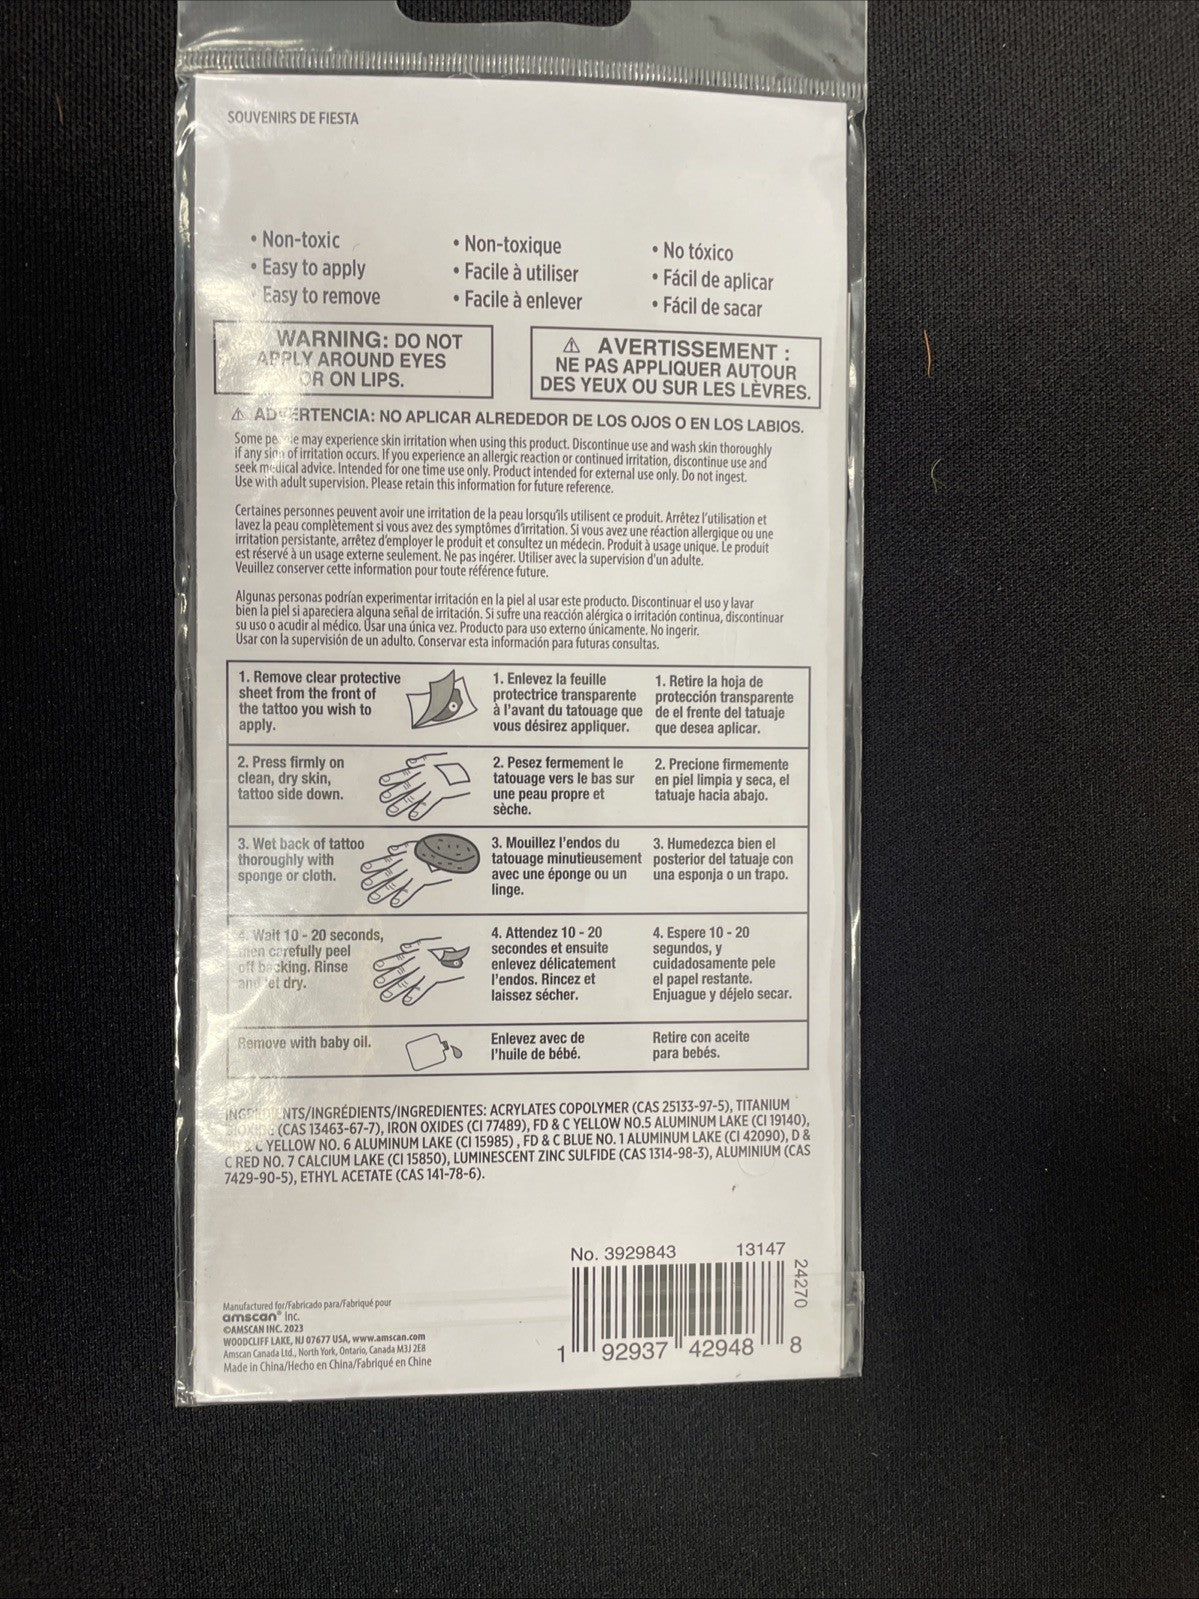 SOUVENIRS DE FIESTA
• Non-toxic
• Easy to apply
• Easy to remove
• Non-toxique
• Facile à utiliser
• Facile à enlever
• No tóxico
• Fácil de aplicar
• Fácil de sacar
WARNING: DO NOT
APPLY AROUND EYES
OR ON LIPS.
⚠ AVERTISSEMENT :
NE PAS APPLIQUER AUTOUR
DES YEUX OU SUR LES LÈVRES.
⚠ ADVERTENCIA: NO APLICAR ALREDEDOR DE LOS OJOS O EN LOS LABIOS.
Some people may experience skin irritation when using this product. Discontinue use and wash skin thoroughly
if any sign of irritation occurs. If you experience an allergic reaction or continued irritation, discontinue use and
seek medical advice. Intended for one time use only. Product intended for external use only. Do not ingest.
Use with adult supervision. Please retain this information for future reference.
Certaines personnes peuvent avoir une irritation de la peau lorsqu'ils utilisent ce produit. Arrêtez l'utilisation et
lavez la peau complètement si vous avez des symptômes d'irritation. Si vous avez une réaction allergique ou une
irritation persistante, arrêtez d'employer le produit et consultez un médecin. Produit à usage unique. Le produit
est réservé à un usage externe seulement. Ne pas ingérer. Utiliser avec la supervision d'un adulte.
Veuillez conserver cette information pour toute référence future.
Algunas personas podrían experimentar irritación en la piel al usar este producto. Discontinuar el uso y lavar
bien la piel si apareciera alguna señal de irritación. Si sufre una reacción alérgica o irritación continua, discontinuar
su uso o acudir al médico. Usar una única vez. Producto para uso externo únicamente. No ingerir.
Usar con la supervisión de un adulto. Conservar esta información para futuras consultas.
1. Remove clear protective
sheet from the front of
the tattoo you wish to
apply.
1. Enlevez la feuille
protectrice transparente
à l'avant du tatouage que
vous désirez appliquer.
1. Retire la hoja de
protección transparente
de el frente del tatuaje
que desea aplicar.
2. Press firmly on
clean, dry skin,
tattoo side down.
2. Pesez fermement le
tatouage vers le bas sur
une peau propre et
sèche.
2. Precione firmemente
en piel limpia y seca, el
tatuaje hacia abajo.
3. Wet back of tattoo
thoroughly with
sponge or cloth.
3. Mouillez l'endos du
tatouage minutieusement
avec une éponge ou un
linge.
3. Humedezca bien el
posterior del tatuaje con
una esponja o un trapo.
4. Wait 10 - 20 seconds,
then carefully peel
off backing. Rinse
and let dry.
4. Attendez 10 - 20
secondes et ensuite
enlevez délicatement
l'endos. Rincez et
laissez sécher.
4. Espere 10 - 20
segundos, y
cuidadosamente pele
el papel restante.
Enjuague y déjelo secar.
Remove with baby oil.
Enlevez avec de
l'huile de bébé.
Retire con aceite
para bebés.
INGREDIENTS/INGRÉDIENTS/INGREDIENTES: ACRYLATES COPOLYMER (CAS 25133-97-5), TITANIUM
DIOXIDE (CAS 13463-67-7), IRON OXIDES (CI 77489), FD & C YELLOW NO.5 ALUMINUM LAKE (CI 19140),
FD & C YELLOW NO. 6 ALUMINUM LAKE (CI 15985) , FD & C BLUE NO. 1 ALUMINUM LAKE (CI 42090), D &
C RED NO. 7 CALCIUM LAKE (CI 15850), LUMINESCENT ZINC SULFIDE (CAS 1314-98-3), ALUMINIUM (CAS
7429-90-5), ETHYL ACETATE (CAS 141-78-6).
No. 3929843
13147
24270
1 92937 42948 8
Manufactured for/Fabricado para/Fabriqué pour
amscan® Inc.
©AMSCAN INC. 2023
WOODCLIFF LAKE, NJ 07677 USA, www.amscan.com
Amscan Canada Ltd., North York, Ontario, Canada M3J 2E8
Made in China/Hecho en China/Fabriqué en Chine